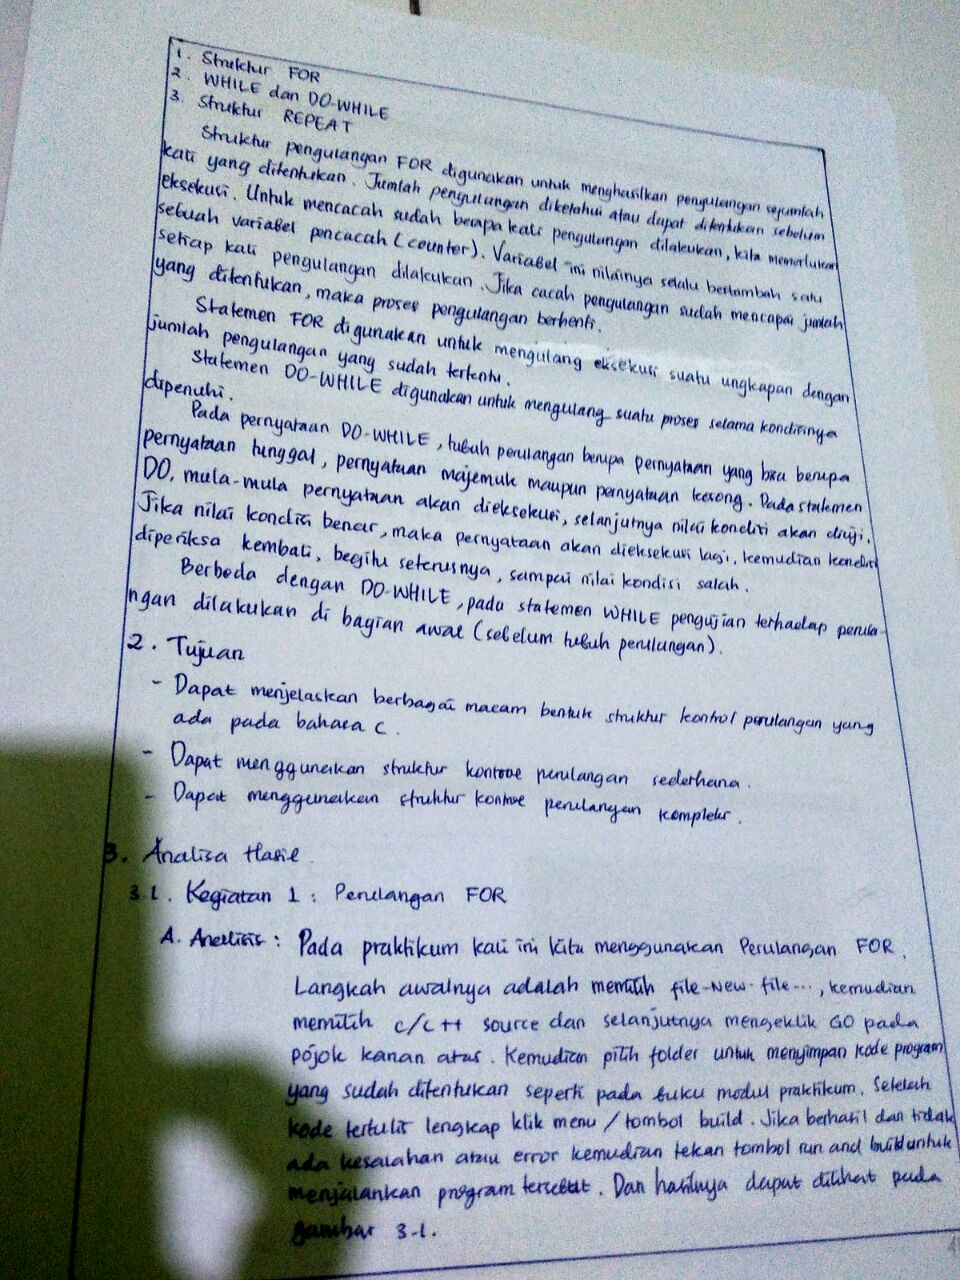 1. Struktur FOR
2. WHILE dan DO-WHILE
3. Struktur REPEAT
Struktur pengulangan FOR digunakan untuk menghasilkan pengulangan sejumlah
kali yang ditentukan. Jumlah pengulangan diketahui atau dapat ditentukan sebelum
eksekusi. Untuk mencacah sudah berapa kali pengulangan dilakukan, kita memerlukan
sebuah variabel pencacah (counter). Variabel ini nilainya selalu bertambah satu
setiap kali pengulangan dilakukan. Jika cacah pengulangan sudah mencapai jumlah
yang ditentukan, maka proses pengulangan berhenti.
Statemen FOR digunakan untuk mengulang eksekusi suatu ungkapan dengan
jumlah pengulangan yang sudah tertentu.
Statemen DO-WHILE digunakan untuk mengulang suatu proses selama kondisinya
dipenuhi.
Pada pernyataan DO-WHILE, tubuh perulangan berupa pernyataan yang bisa berupa
pernyataan tunggal, pernyataan majemuk maupun pernyataan kosong. Pada statemen
DO, mula-mula pernyataan akan dieksekusi, selanjutnya nilai kondisi akan diuji.
Jika nilai kondisi benar, maka pernyataan akan dieksekusi lagi, kemudian kondisi
diperiksa kembali, begitu seterusnya, sampai nilai kondisi salah.
Berbeda dengan DO-WHILE, pada statemen WHILE pengujian terhadap perula-
ngan dilakukan di bagian awal (sebelum tubuh perulangan).
2. Tujuan
- Dapat menjelaskan berbagai macam bentuk struktur kontrol perulangan yang
ada pada bahasa C.
- Dapat menggunakan struktur kontrol perulangan sederhana.
- Dapat menggunakan struktur kontrol perulangan kompleks.
3. Analisa Hasil
3.1. Kegiatan 1 : Perulangan FOR
A. Analisis : Pada praktikum kali ini kita menggunakan Perulangan FOR.
Langkah awalnya adalah memilih file-New-file..., kemudian
memilih c/c++ source dan selanjutnya mengeklik GO pada
pojok kanan atas. Kemudian pilih folder untuk menyimpan kode program
yang sudah ditentukan seperti pada buku modul praktikum. Setelah
kode tertulis lengkap klik menu / tombol build. Jika berhasil dan tidak
ada kesalahan atau error kemudian tekan tombol run and build untuk
menjalankan program tersebut. Dan hasilnya dapat dilihat pada
gambar 3-1.